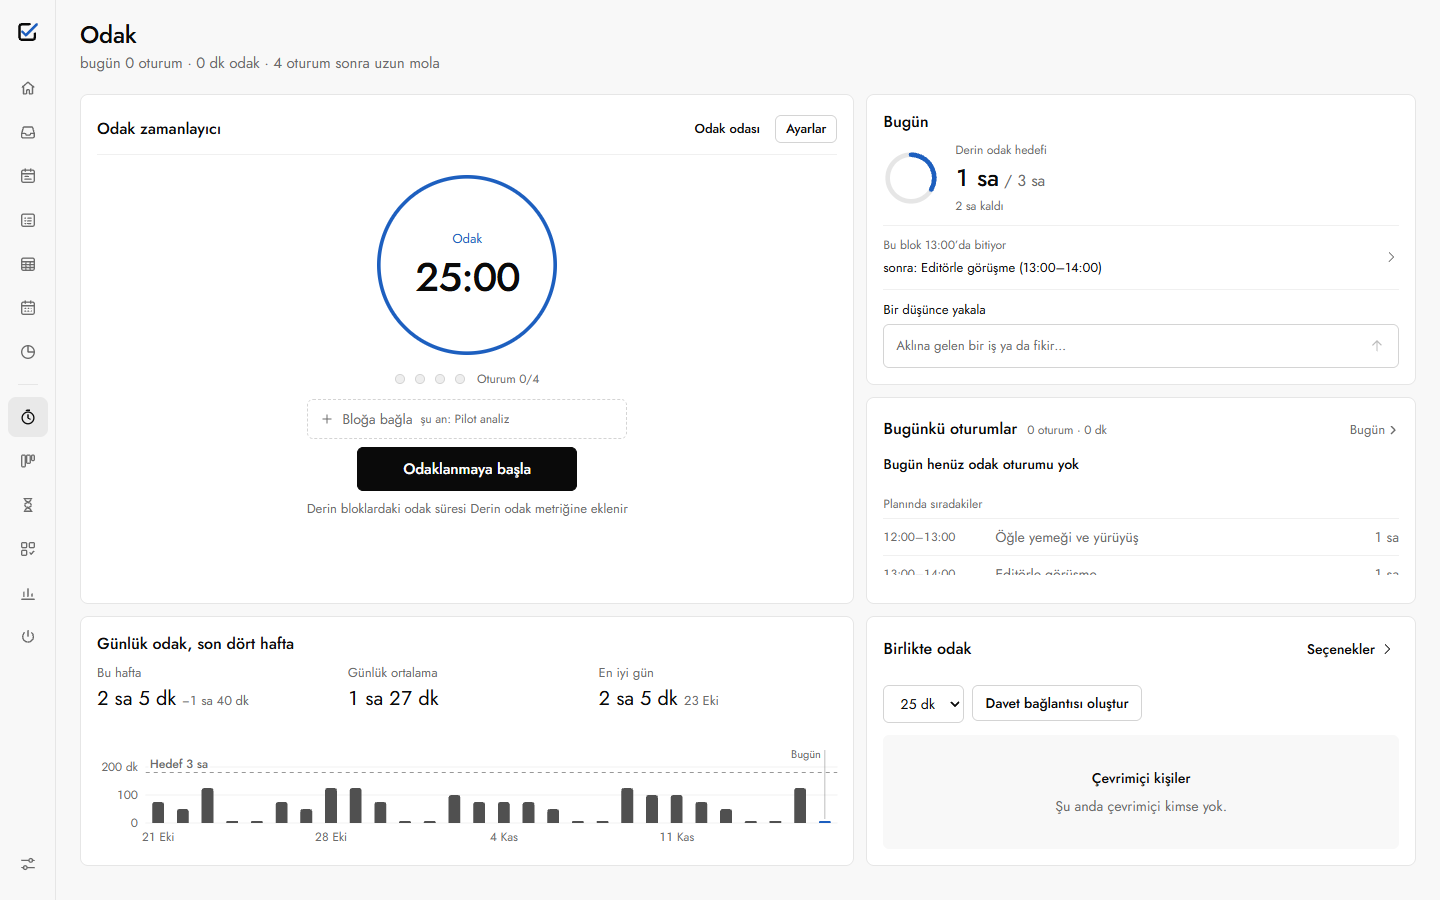 Odak
bugün 0 oturum · 0 dk odak · 4 oturum sonra uzun mola
Odak zamanlayıcı
Odak odası
Ayarlar
Odak
25:00
Oturum 0/4
Bloğa bağla şu an: Pilot analiz
Odaklanmaya başla
Derin bloklardaki odak süresi Derin odak metriğine eklenir
Bugün
Derin odak hedefi
1 sa / 3 sa
2 sa kaldı
Bu blok 13:00'da bitiyor
sonra: Editörle görüşme (13:00–14:00)
Bir düşünce yakala
Aklına gelen bir iş ya da fikir…
Bugünkü oturumlar 0 oturum · 0 dk
Bugün
Bugün henüz odak oturumu yok
Planında sıradakiler
12:00–13:00 Öğle yemeği ve yürüyüş 1 sa
13:00–14:00 Editörle görüşme 1 sa
Günlük odak, son dört hafta
Bu hafta
2 sa 5 dk −1 sa 40 dk
Günlük ortalama
1 sa 27 dk
En iyi gün
2 sa 5 dk 23 Eki
Bugün
200 dk
Hedef 3 sa
100
0
21 Eki
28 Eki
4 Kas
11 Kas
Birlikte odak
Seçenekler
25 dk
Davet bağlantısı oluştur
Çevrimiçi kişiler
Şu anda çevrimiçi kimse yok.